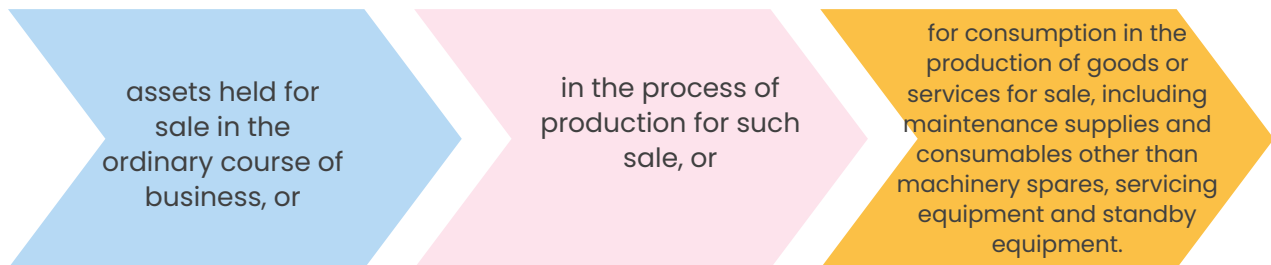 assets held for
sale in the
ordinary course of
business, or
in the process of
production for such
sale, or
for consumption in the
production of goods or
services for sale, including
maintenance supplies and
consumables other than
machinery spares, servicing
equipment and standby
equipment.